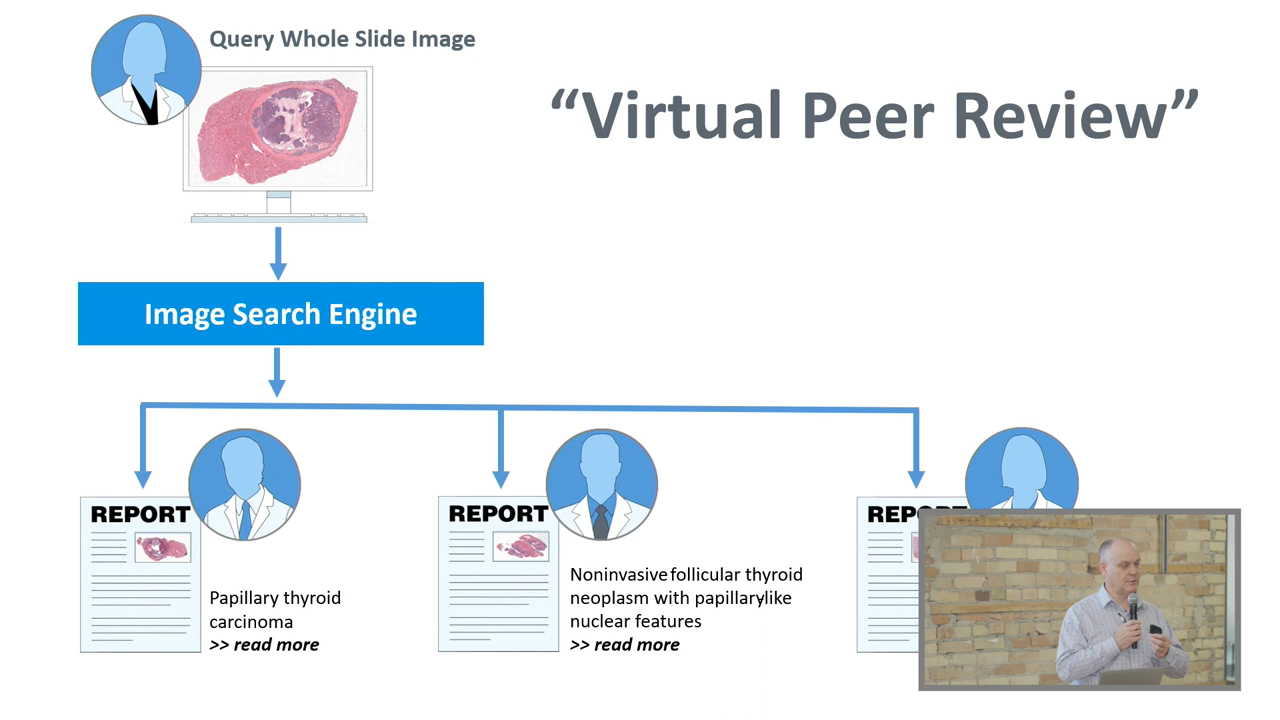 Query Whole Slide Image
“Virtual Peer Review”
Image Search Engine
REPORT
Papillary thyroid
carcinoma
>> read more
REPORT
Noninvasive follicular thyroid
neoplasm with papillarylike
nuclear features
>> read more